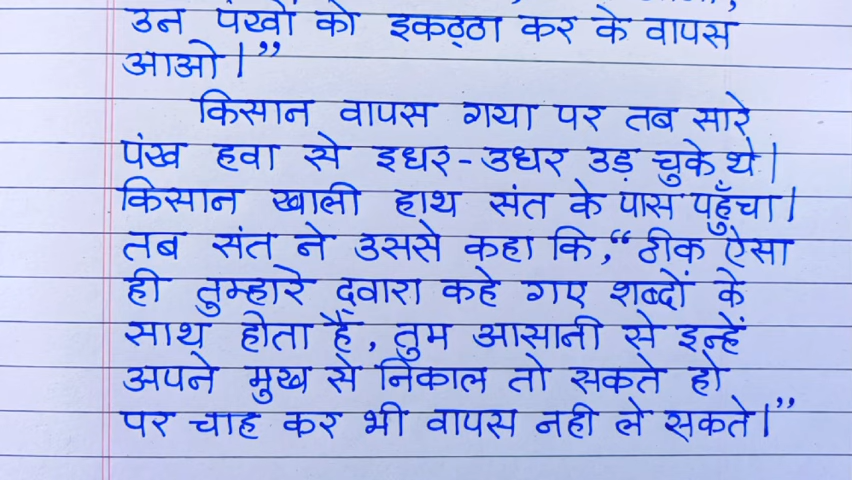 उन पंखों को इकठ्ठा कर के वापस
आओ।”
किसान वापस गया पर तब सारे
पंख हवा से इधर-उधर उड़ चुके थे।
किसान खाली हाथ संत के पास पहुँचा।
तब संत ने उससे कहा कि,“ठीक ऐसा
ही तुम्हारे द्वारा कहे गए शब्दों के
साथ होता हैं, तुम आसानी से इन्हें
अपने मुख से निकाल तो सकते हो
पर चाह कर भी वापस नही ले सकते।”